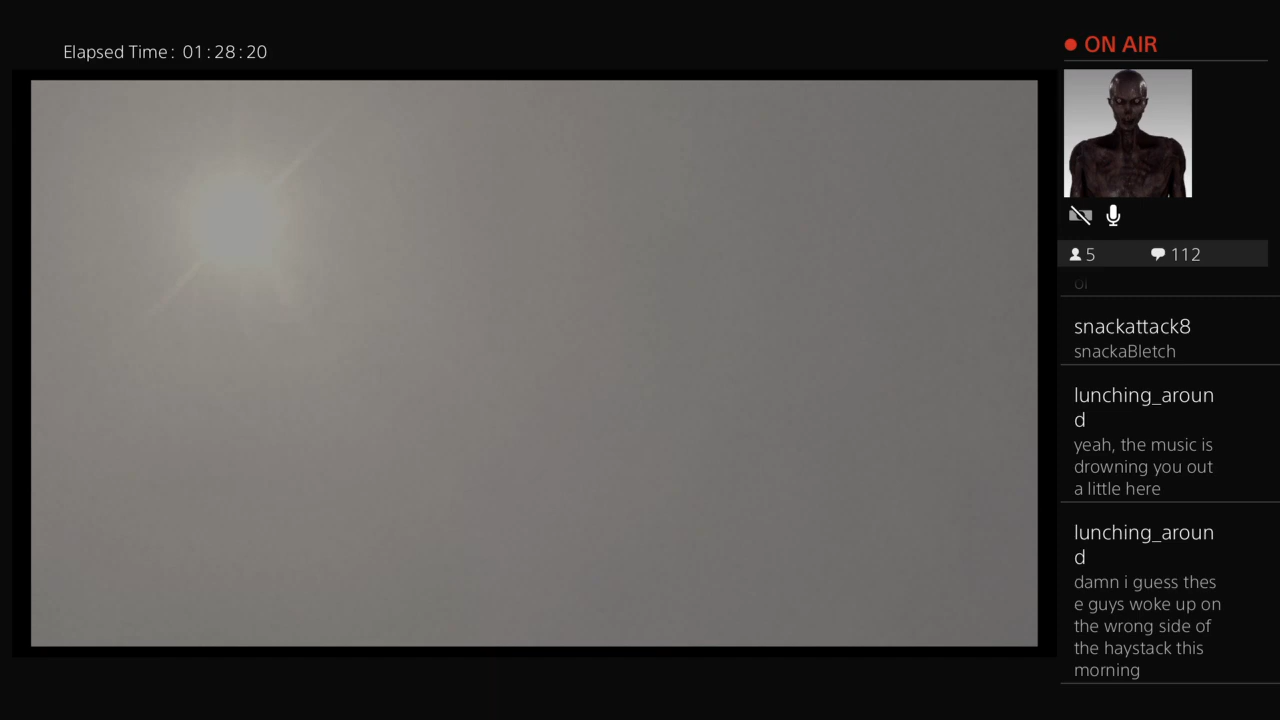 Elapsed Time: 01:28:20
ON AIR
5
112
snackattack8
snackaBletch
lunching_aroun
d
yeah, the music is
drowning you out
a little here
lunching_aroun
d
damn i guess thes
e guys woke up on
the wrong side of
the haystack this
morning